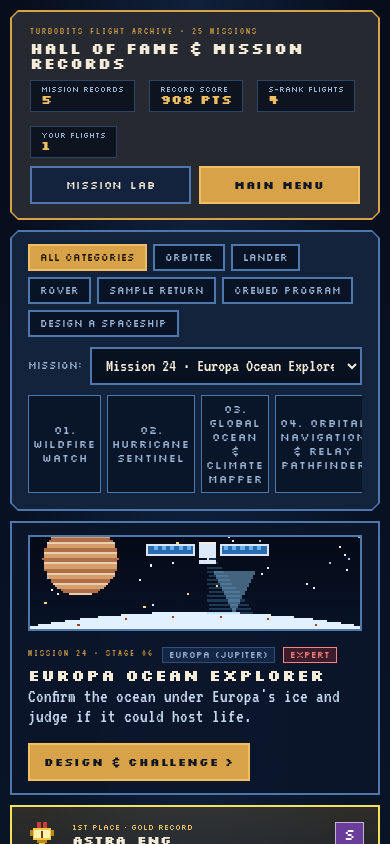 TURBOBITS FLIGHT ARCHIVE · 25 MISSIONS
HALL OF FAME & MISSION
RECORDS
MISSION RECORDS
5
RECORD SCORE
908 PTS
S-RANK FLIGHTS
4
YOUR FLIGHTS
1
MISSION LAB
MAIN MENU
ALL CATEGORIES
ORBITER
LANDER
ROVER
SAMPLE RETURN
CREWED PROGRAM
DESIGN A SPACESHIP
MISSION:
Mission 24 · Europa Ocean Explore
01.
WILDFIRE
WATCH
02.
HURRICANE
SENTINEL
03.
GLOBAL
OCEAN
&
CLIMATE
MAPPER
04. ORBITAL
NAVIGATION
& RELAY
PATHFINDER
MISSION 24 · STAGE 06
EUROPA (JUPITER)
EXPERT
EUROPA OCEAN EXPLORER
Confirm the ocean under Europa's ice and
judge if it could host life.
DESIGN & CHALLENGE >
1ST PLACE · GOLD RECORD
ASTRA ENG
S